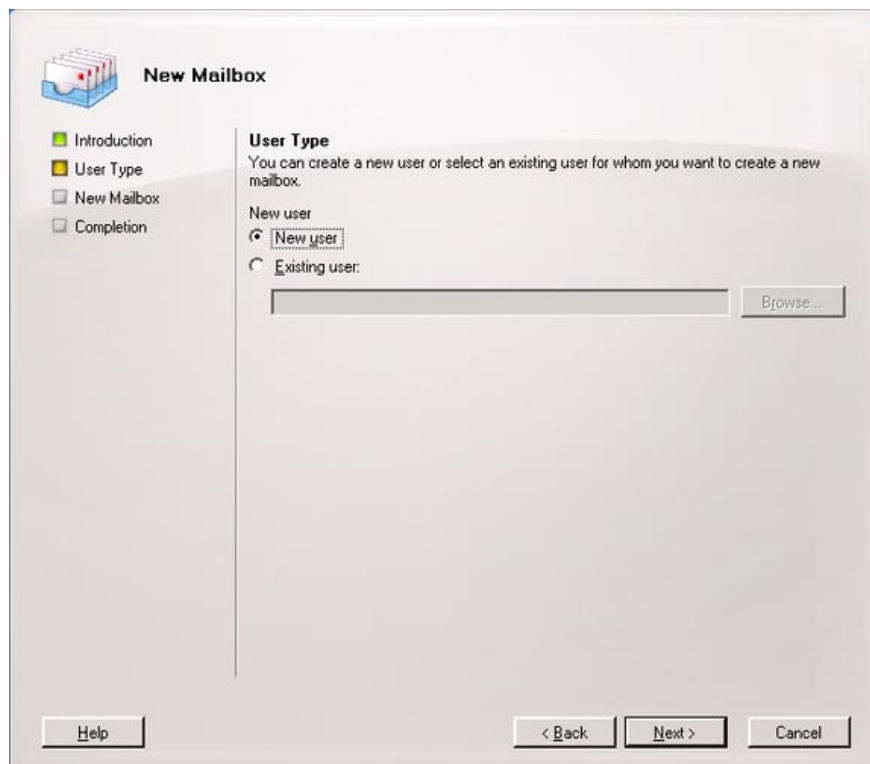 New Mailbox
Introduction
User Type
New Mailbox
Completion
User Type
You can create a new user or select an existing user for whom you want to create a new
mailbox.
New user
New user
Existing user:
Browse...
Help
< Back
Next >
Cancel